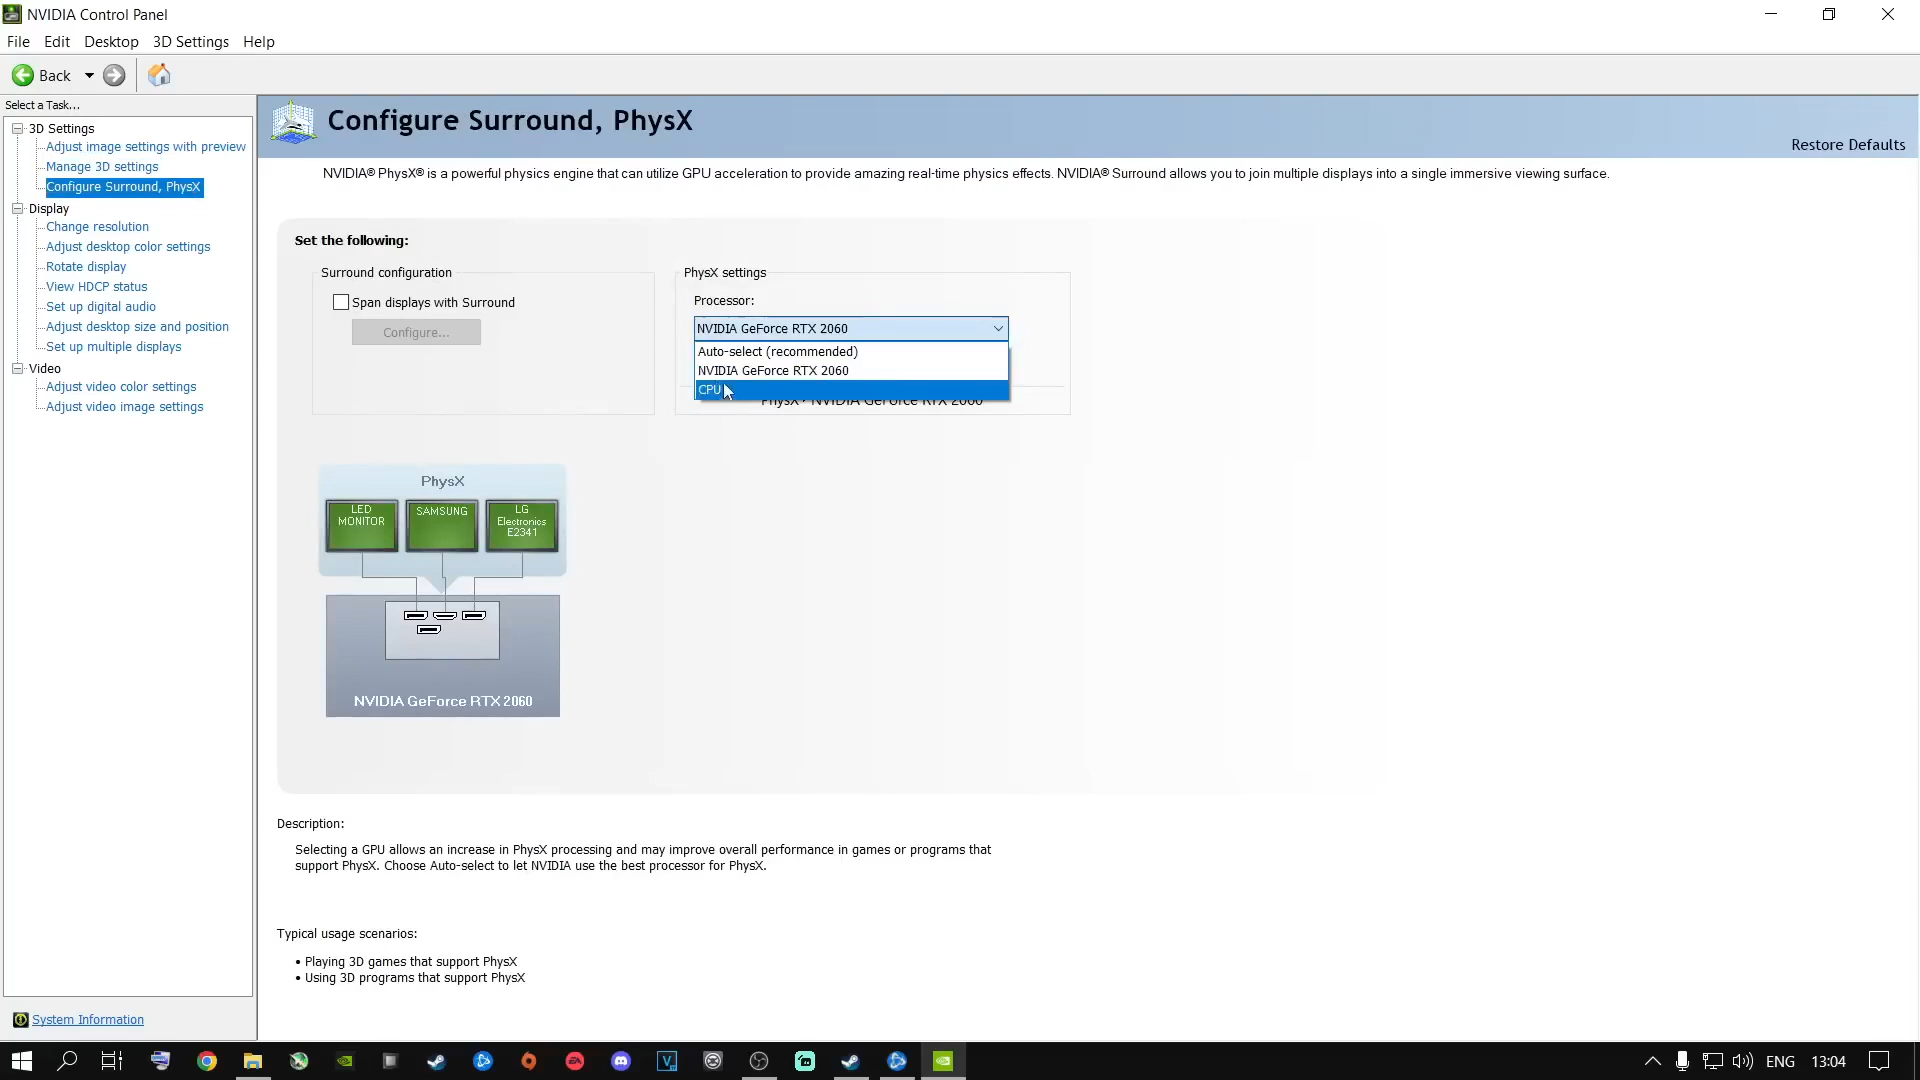 NVIDIA Control Panel
File Edit Desktop 3D Settings Help
Back
Select a Task...
3D Settings
Adjust image settings with preview
Manage 3D settings
Configure Surround, PhysX
Display
Change resolution
Adjust desktop color settings
Rotate display
View HDCP status
Set up digital audio
Adjust desktop size and position
Set up multiple displays
Video
Adjust video color settings
Adjust video image settings
System Information
Configure Surround, PhysX
Restore Defaults
NVIDIA® PhysX® is a powerful physics engine that can utilize GPU acceleration to provide amazing real-time physics effects. NVIDIA® Surround allows you to join multiple displays into a single immersive viewing surface.
Set the following:
Surround configuration
Span displays with Surround
Configure...
PhysX settings
Processor:
NVIDIA GeForce RTX 2060
Auto-select (recommended)
NVIDIA GeForce RTX 2060
CPU
PhysX › NVIDIA GeForce RTX 2060
PhysX
LED
MONITOR
SAMSUNG
LG
Electronics
E2341
NVIDIA GeForce RTX 2060
Description:
Selecting a GPU allows an increase in PhysX processing and may improve overall performance in games or programs that
support PhysX. Choose Auto-select to let NVIDIA use the best processor for PhysX.
Typical usage scenarios:
• Playing 3D games that support PhysX
• Using 3D programs that support PhysX
ENG 13:04